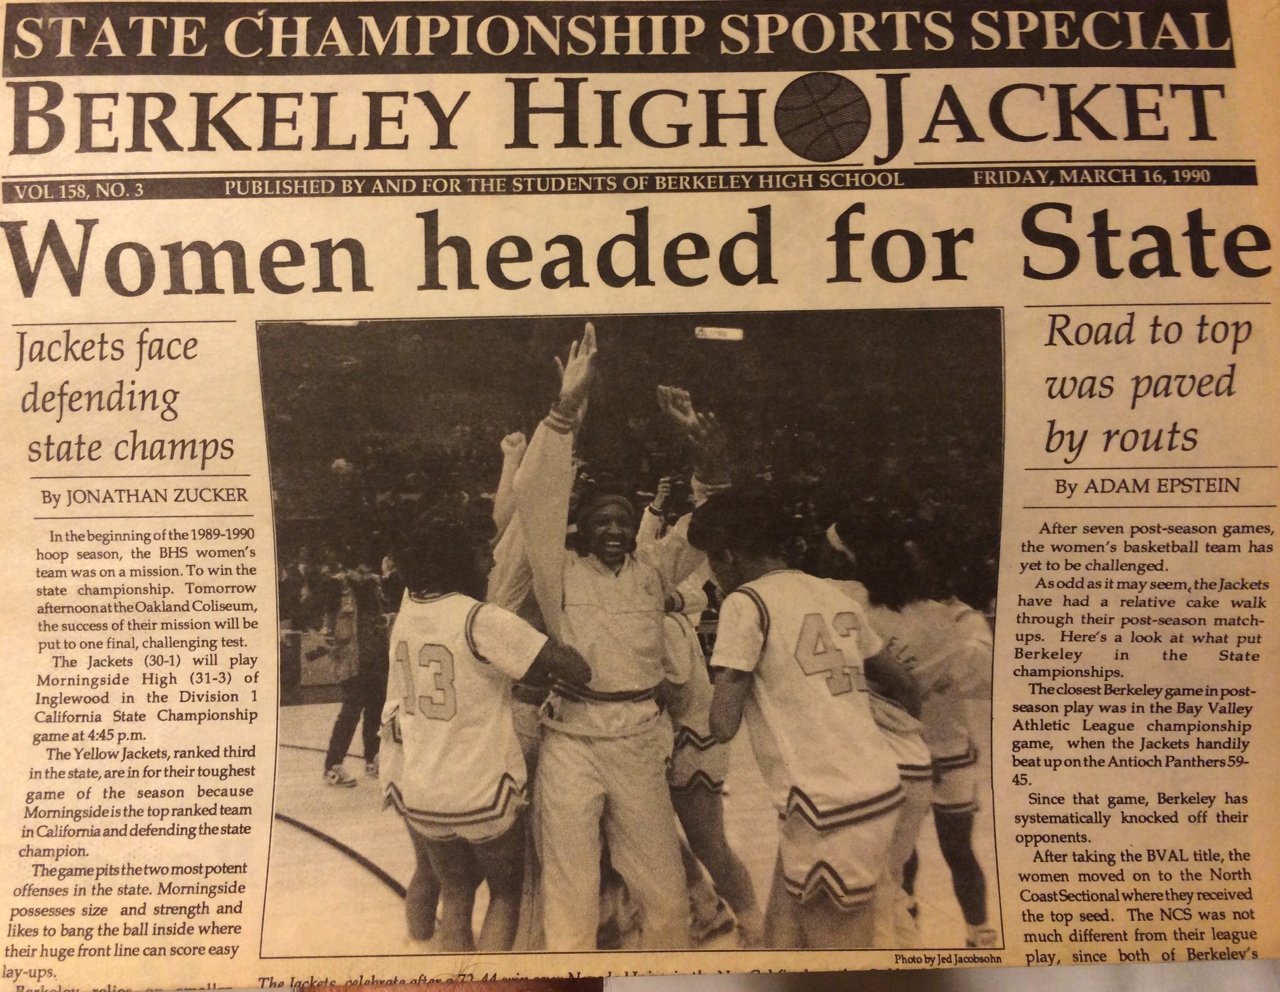 STATE CHAMPIONSHIP SPORTS SPECIAL
BERKELEY HIGH JACKET
VOL 158, NO. 3 PUBLISHED BY AND FOR THE STUDENTS OF BERKELEY HIGH SCHOOL FRIDAY, MARCH 16, 1990
Women headed for State
Jackets face
defending
state champs
By JONATHAN ZUCKER
In the beginning of the 1989-1990
hoop season, the BHS women's
team was on a mission. To win the
state championship. Tomorrow
afternoon at the Oakland Coliseum,
the success of their mission will be
put to one final, challenging test.
The Jackets (30-1) will play
Morningside High (31-3) of
Inglewood in the Division 1
California State Championship
game at 4:45 p.m.
The Yellow Jackets, ranked third
in the state, are in for their toughest
game of the season because
Morningside is the top ranked team
in California and defending the state
champion.
The game pits the two most potent
offenses in the state. Morningside
possesses size and strength and
likes to bang the ball inside where
their huge front line can score easy
lay-ups.
Berkeley relies on smaller
13
42
Photo by Jed Jacobsohn
The Jackets celebrate after a 72-44 win over
Road to top
was paved
by routs
By ADAM EPSTEIN
After seven post-season games,
the women's basketball team has
yet to be challenged.
As odd as it may seem, the Jackets
have had a relative cake walk
through their post-season match-
ups. Here's a look at what put
Berkeley in the State
championships.
The closest Berkeley game in post-
season play was in the Bay Valley
Athletic League championship
game, when the Jackets handily
beat up on the Antioch Panthers 59-
45.
Since that game, Berkeley has
systematically knocked off their
opponents.
After taking the BVAL title, the
women moved on to the North
Coast Sectional where they received
the top seed. The NCS was not
much different from their league
play, since both of Berkeley's